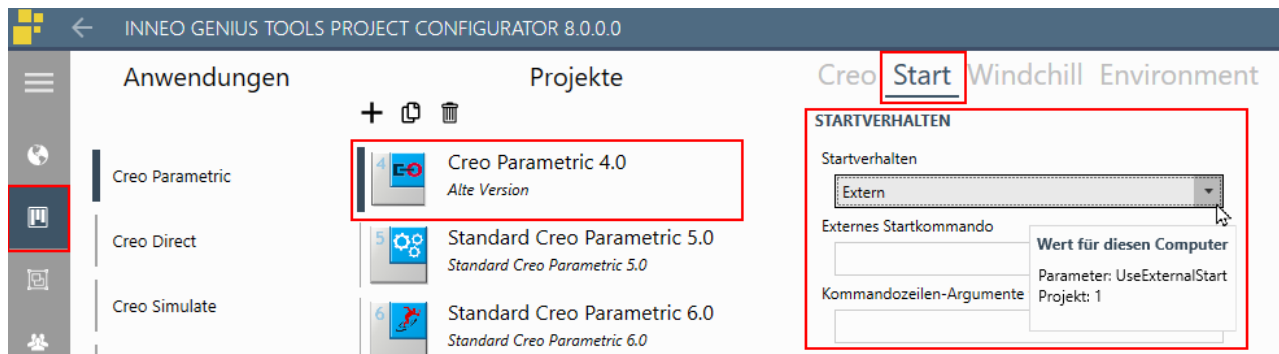 INNEO GENIUS TOOLS PROJECT CONFIGURATOR 8.0.0.0
Anwendungen
Projekte
Creo Start Windchill Environment
Creo Parametric
Creo Direct
Creo Simulate
4
Creo Parametric 4.0
Alte Version
5
Standard Creo Parametric 5.0
Standard Creo Parametric 5.0
6
Standard Creo Parametric 6.0
Standard Creo Parametric 6.0
STARTVERHALTEN
Startverhalten
Extern
Externes Startkommando
Kommandozeilen-Argumente
Wert für diesen Computer
Parameter: UseExternalStart
Projekt: 1